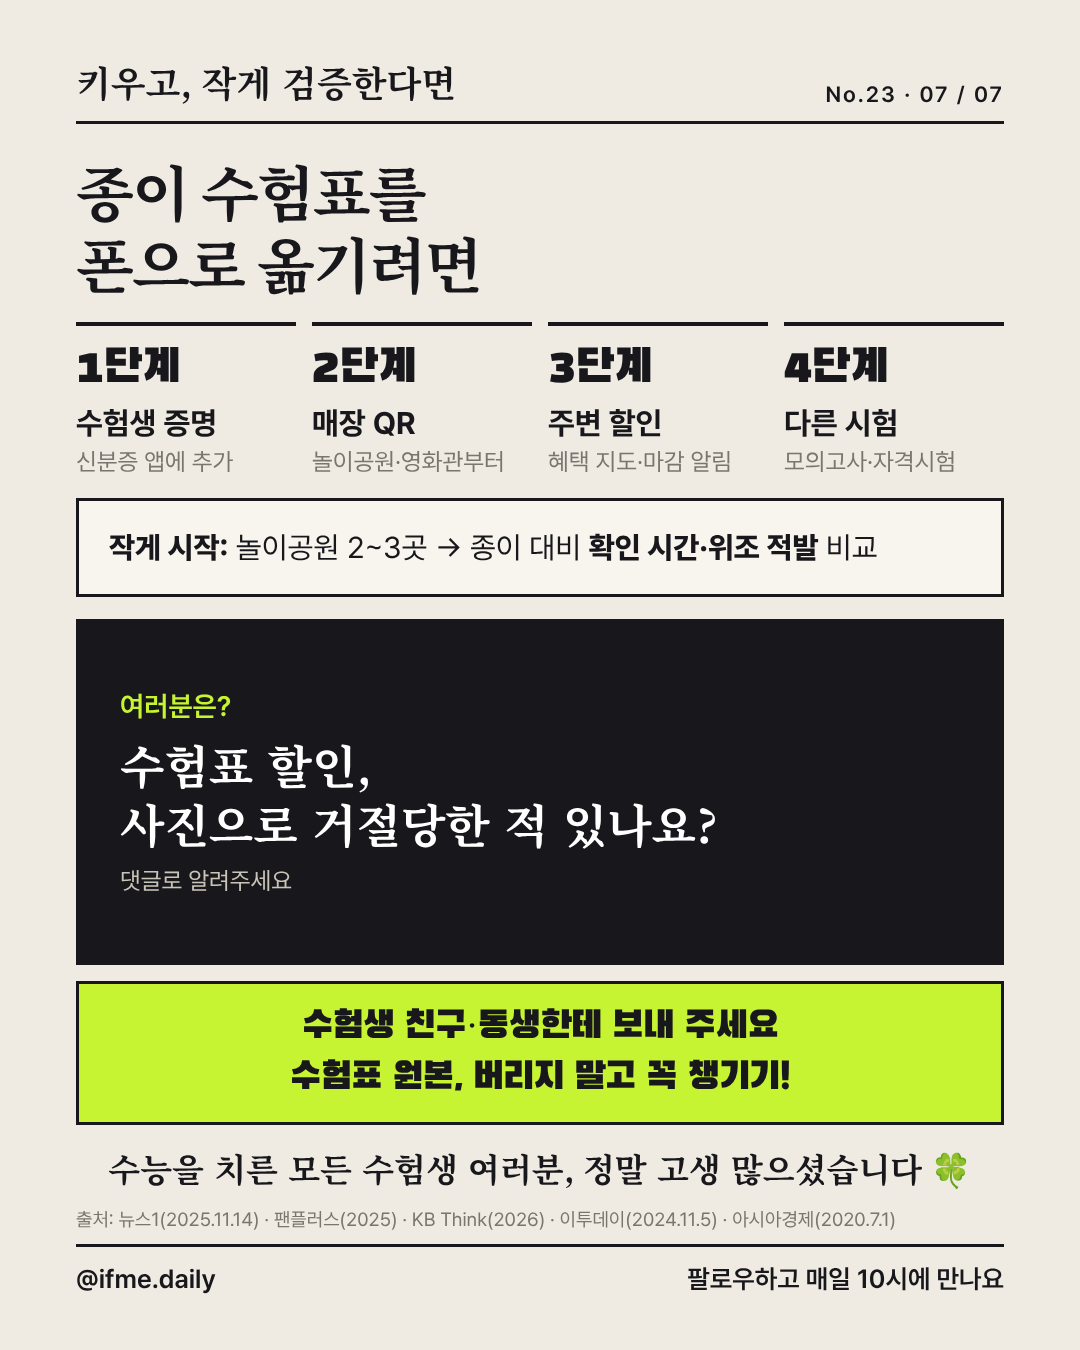 키우고, 작게 검증한다면
No.23 · 07 / 07
종이 수험표를
폰으로 옮기려면
1단계
수험생 증명
신분증 앱에 추가
2단계
매장 QR
놀이공원·영화관부터
3단계
주변 할인
혜택 지도·마감 알림
4단계
다른 시험
모의고사·자격시험
작게 시작: 놀이공원 2~3곳 → 종이 대비 확인 시간·위조 적발 비교
여러분은?
수험표 할인,
사진으로 거절당한 적 있나요?
댓글로 알려주세요
수험생 친구·동생한테 보내 주세요
수험표 원본, 버리지 말고 꼭 챙기기!
수능을 치른 모든 수험생 여러분, 정말 고생 많으셨습니다 🍀
출처: 뉴스1(2025.11.14) · 팬플러스(2025) · KB Think(2026) · 이투데이(2024.11.5) · 아시아경제(2020.7.1)
@ifme.daily
팔로우하고 매일 10시에 만나요